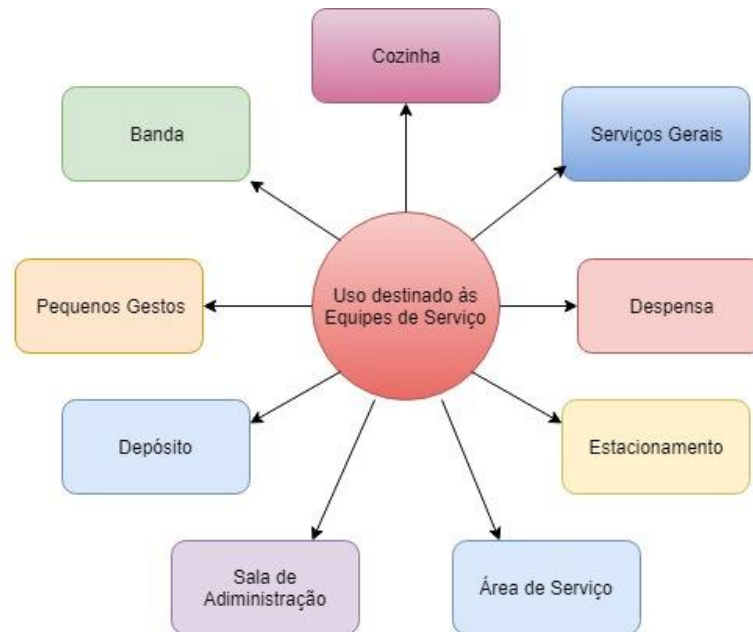 Cozinha
Banda
Serviços Gerais
Pequenos Gestos
Uso destinado às
Equipes de Serviço
Despensa
Depósito
Estacionamento
Sala de
Adiministração
Área de Serviço